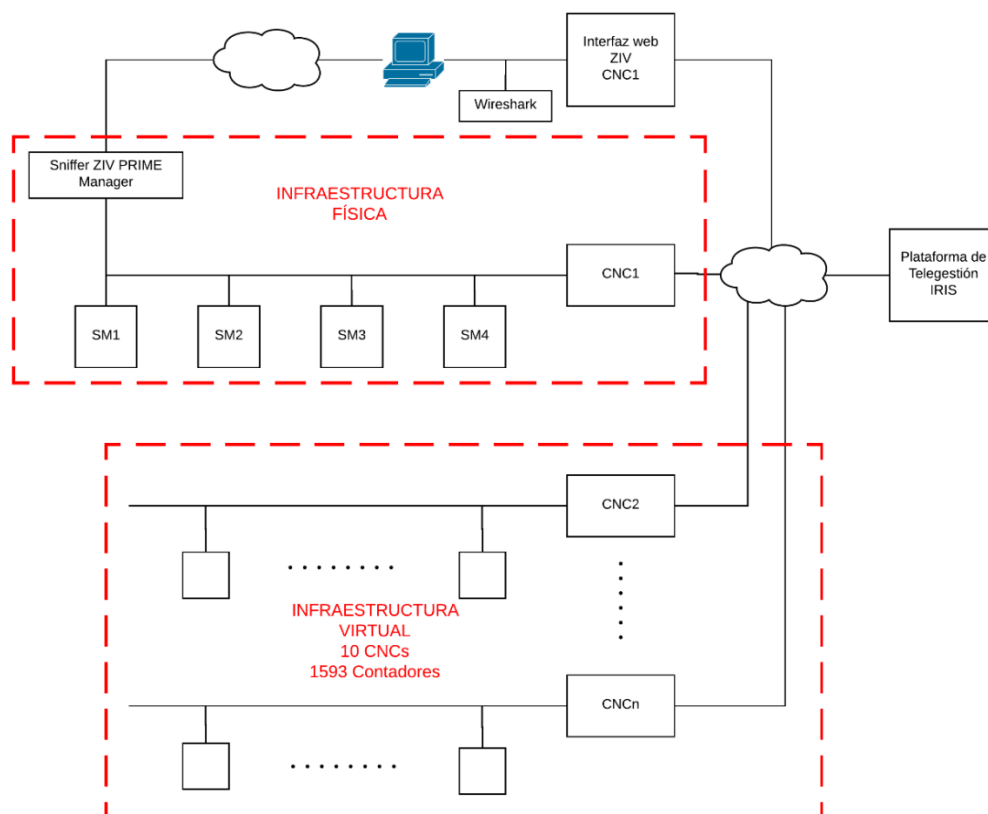 Interfaz web
ZIV
CNC1
Wireshark
Sniffer ZIV PRIME
Manager
INFRAESTRUCTURA
FÍSICA
CNC1
Plataforma de
Telegestión
IRIS
SM1
SM2
SM3
SM4
CNC2
INFRAESTRUCTURA
VIRTUAL
10 CNCs
1593 Contadores
CNCn